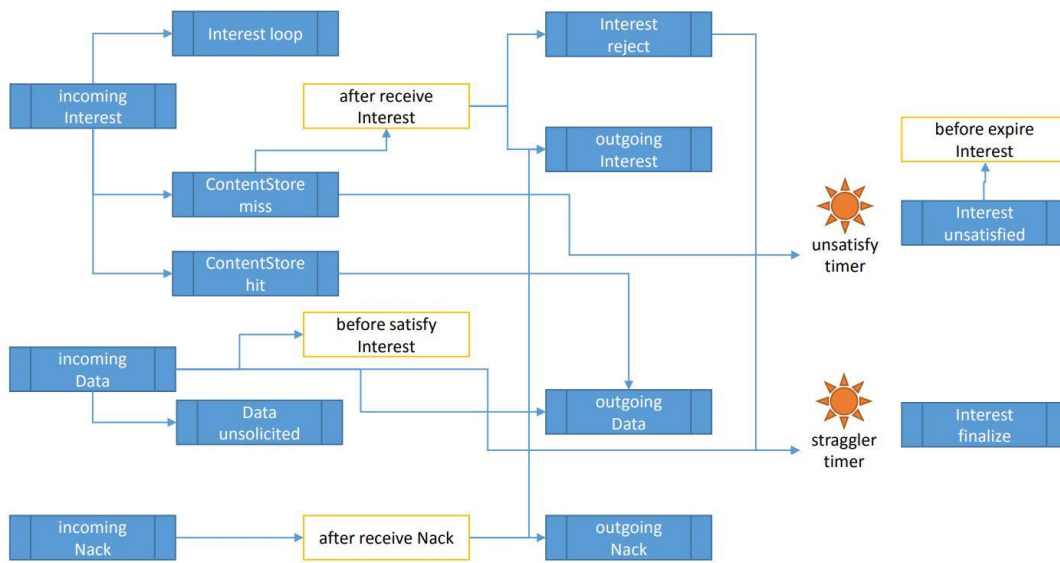 Interest loop
Interest
reject
incoming
Interest
after receive
Interest
outgoing
Interest
before expire
Interest
ContentStore
miss
unsatisfy
timer
Interest
unsatisfied
ContentStore
hit
before satisfy
Interest
incoming
Data
Data
unsolicited
outgoing
Data
straggler
timer
Interest
finalize
incoming
Nack
after receive Nack
outgoing
Nack